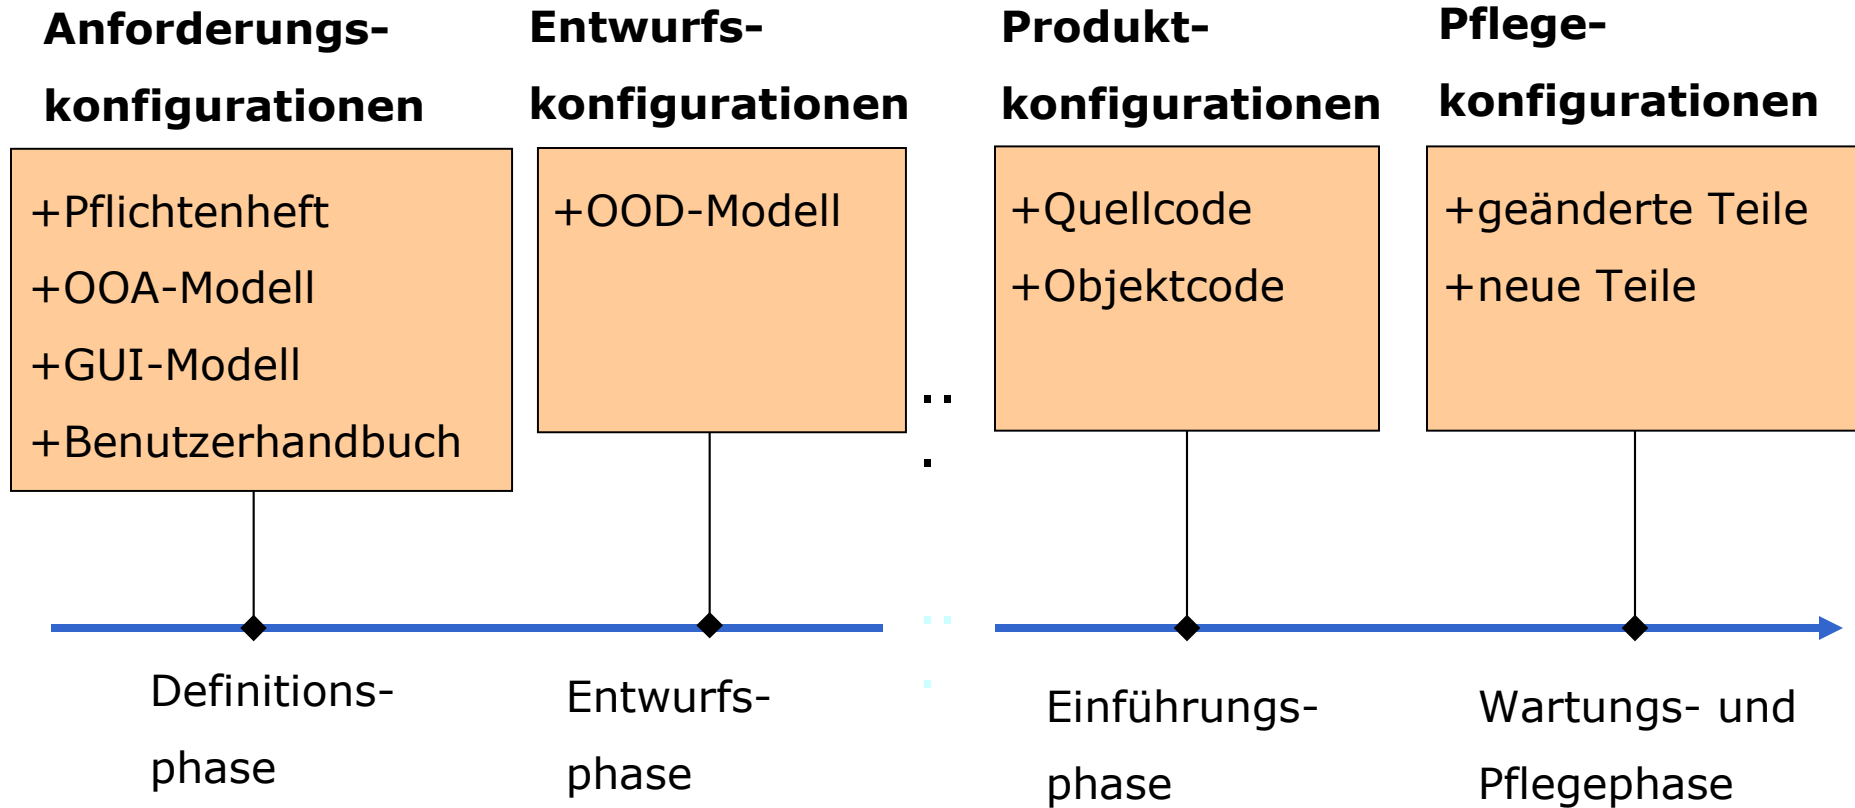 Anforderungs-
konfigurationen
+Pflichtenheft
+OOA-Modell
+GUI-Modell
+Benutzerhandbuch
Definitions-
phase
Entwurfs-
konfigurationen
+OOD-Modell
Entwurfs-
phase
..
.
..
.
Produkt-
konfigurationen
+Quellcode
+Objektcode
Einführungs-
phase
Pflege-
konfigurationen
+geänderte Teile
+neue Teile
Wartungs- und
Pflegephase